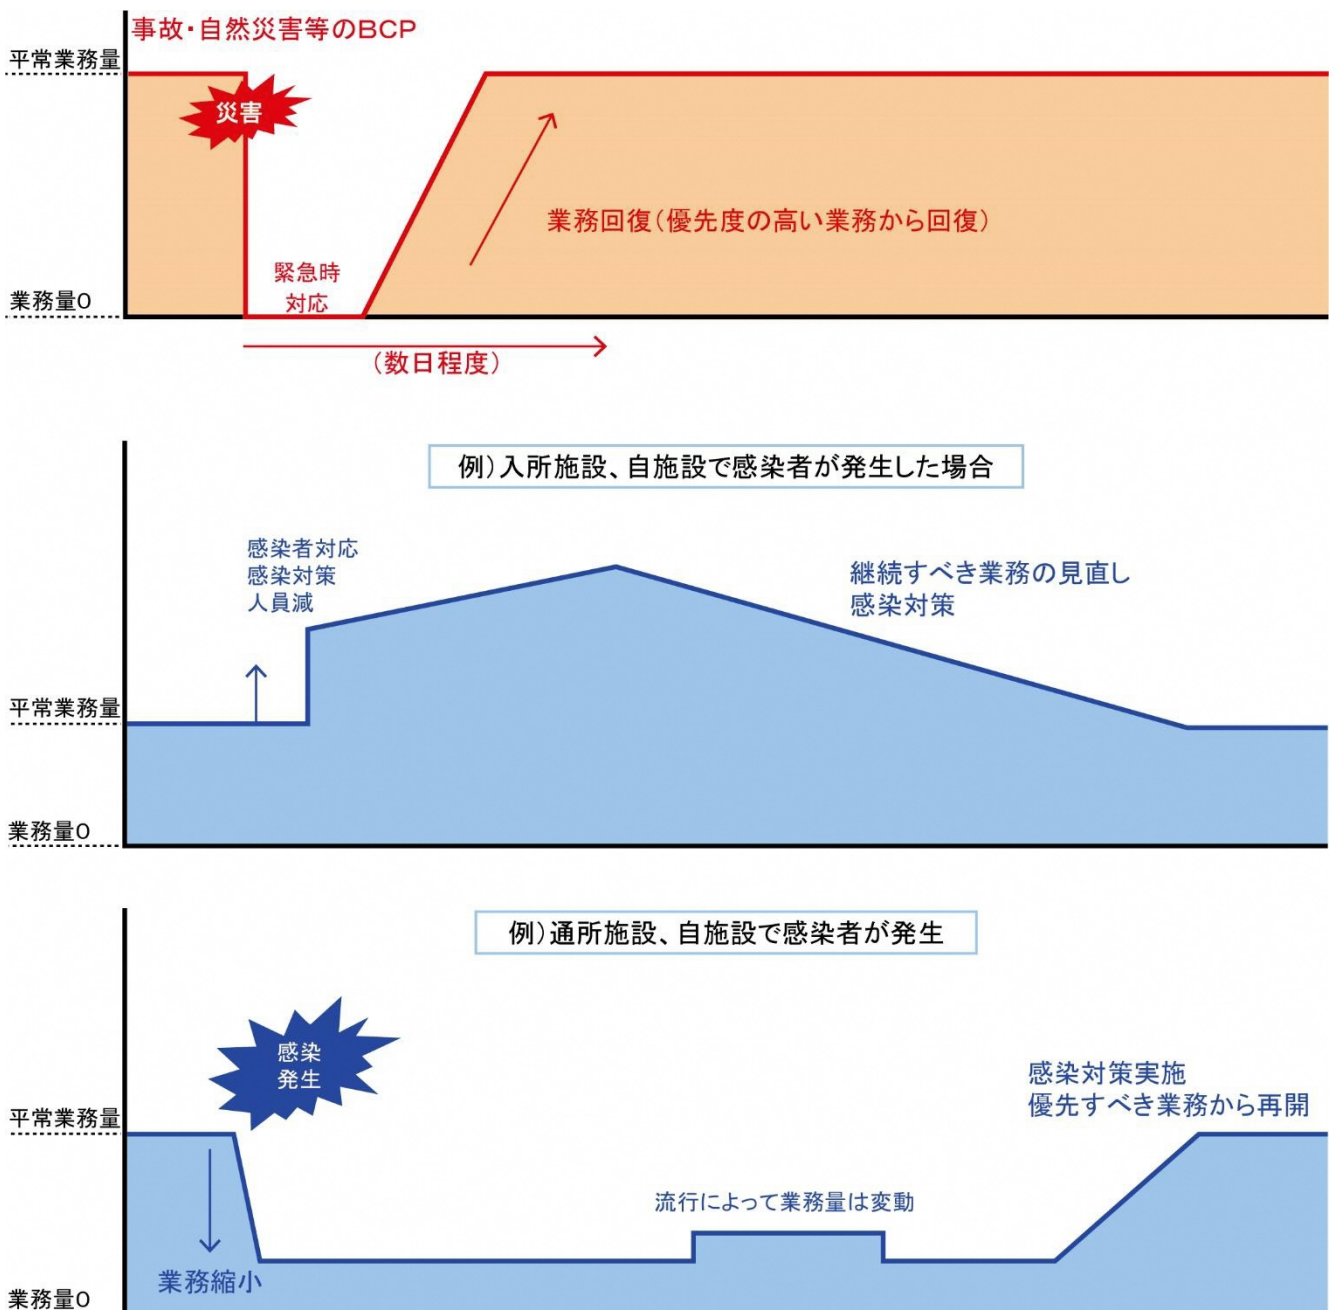 事故・自然災害等のBCP
平常業務量
災害
業務回復(優先度の高い業務から回復)
緊急時
対応
業務量0
(数日程度)
例)入所施設、自施設で感染者が発生した場合
感染者対応
感染対策
人員減
継続すべき業務の見直し
感染対策
平常業務量
業務量0
例)通所施設、自施設で感染者が発生
感染
発生
感染対策実施
優先すべき業務から再開
平常業務量
流行によって業務量は変動
業務縮小
業務量0